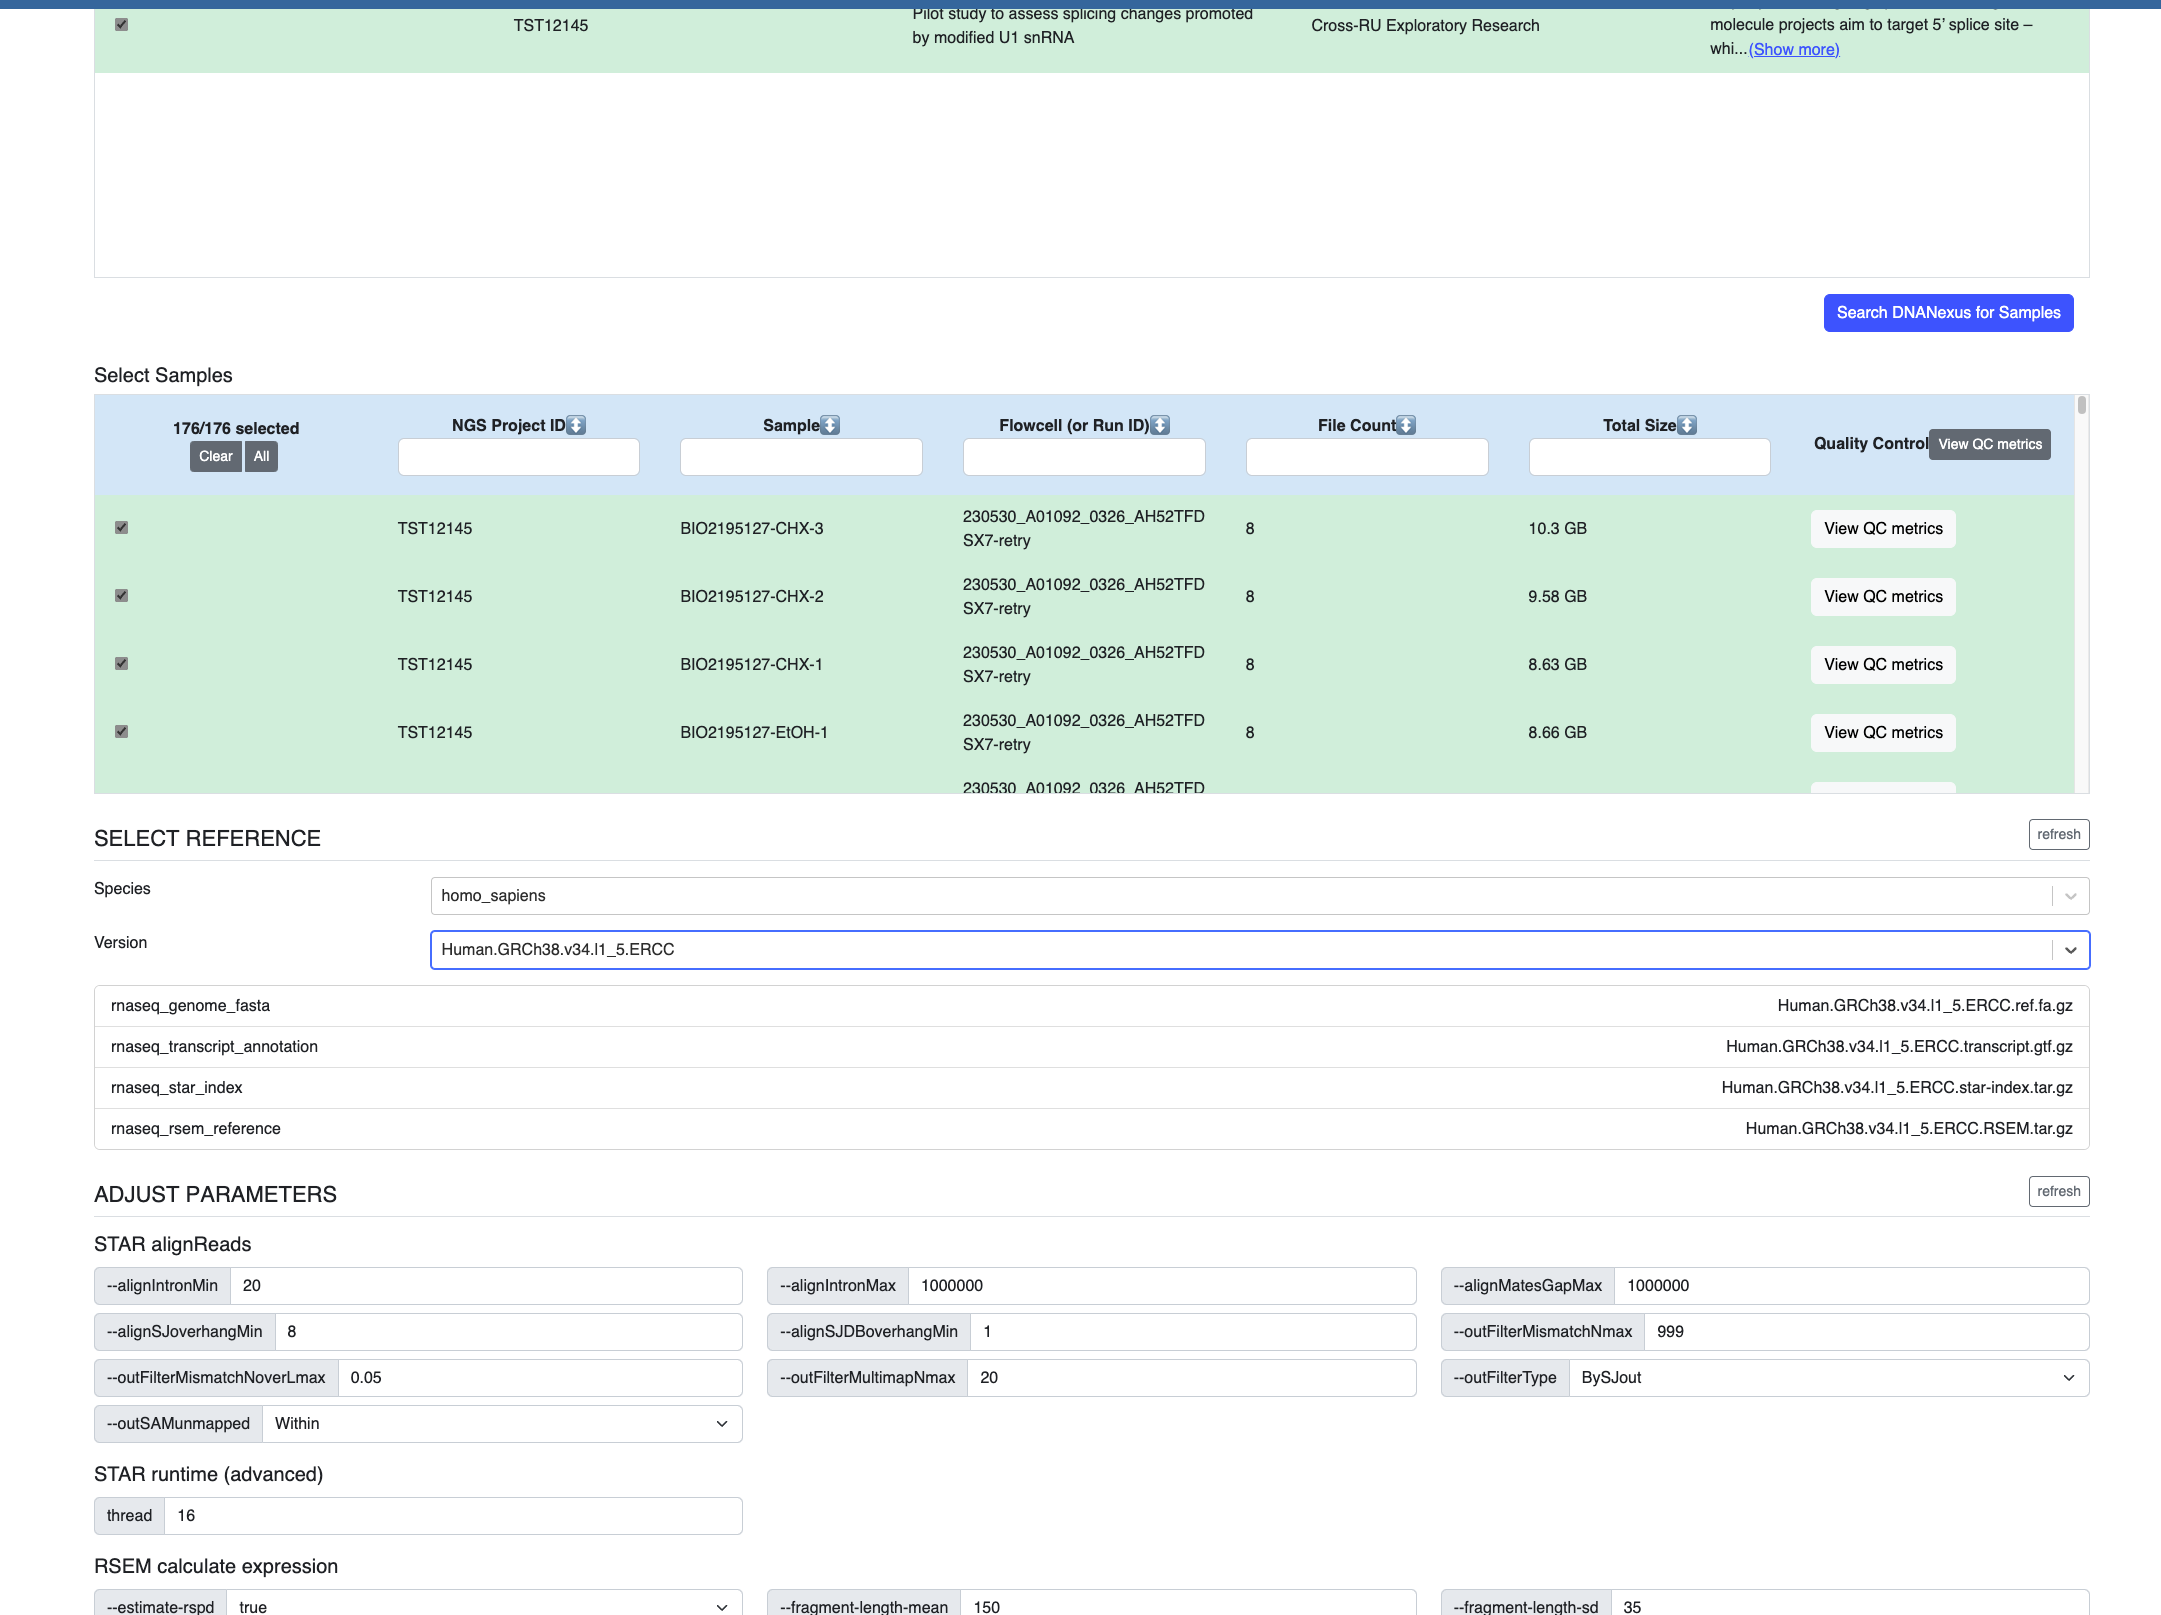 Pilot study to assess splicing changes promoted
by modified U1 snRNA
TST12145
Cross-RU Exploratory Research
molecule projects aim to target 5’ splice site –
whi...(Show more)
Search DNANexus for Samples
Select Samples
176/176 selected
Clear All
NGS Project ID
Sample
Flowcell (or Run ID)
File Count
Total Size
Quality Control View QC metrics
TST12145 BIO2195127-CHX-3 230530_A01092_0326_AH52TFD
SX7-retry
8 10.3 GB View QC metrics
TST12145 BIO2195127-CHX-2 230530_A01092_0326_AH52TFD
SX7-retry
8 9.58 GB View QC metrics
TST12145 BIO2195127-CHX-1 230530_A01092_0326_AH52TFD
SX7-retry
8 8.63 GB View QC metrics
TST12145 BIO2195127-EtOH-1 230530_A01092_0326_AH52TFD
SX7-retry
8 8.66 GB View QC metrics
230530_A01092_0326_AH52TFD
SELECT REFERENCE
refresh
Species homo_sapiens
Version Human.GRCh38.v34.l1_5.ERCC
rnaseq_genome_fasta Human.GRCh38.v34.l1_5.ERCC.ref.fa.gz
rnaseq_transcript_annotation Human.GRCh38.v34.l1_5.ERCC.transcript.gtf.gz
rnaseq_star_index Human.GRCh38.v34.l1_5.ERCC.star-index.tar.gz
rnaseq_rsem_reference Human.GRCh38.v34.l1_5.ERCC.RSEM.tar.gz
ADJUST PARAMETERS
refresh
STAR alignReads
--alignIntronMin 20 --alignIntronMax 1000000 --alignMatesGapMax 1000000
--alignSJoverhangMin 8 --alignSJDBoverhangMin 1 --outFilterMismatchNmax 999
--outFilterMismatchNoverLmax 0.05 --outFilterMultimapNmax 20 --outFilterType BySJout
--outSAMunmapped Within
STAR runtime (advanced)
thread 16
RSEM calculate expression
--estimate-rspd true --fragment-length-mean 150 --fragment-length-sd 35